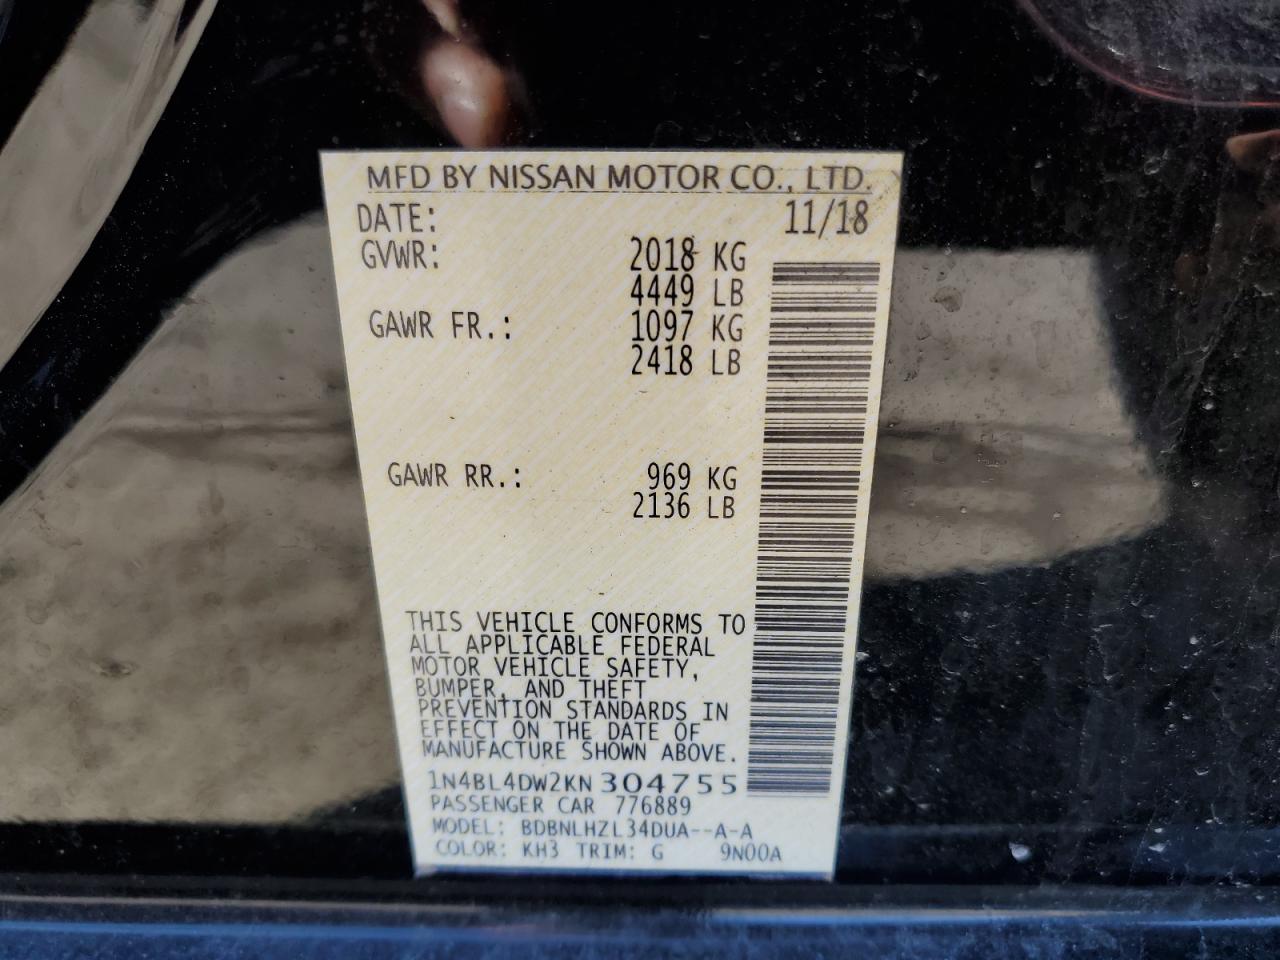 MFD BY NISSAN MOTOR CO., LTD.
DATE: 11/18
GVWR: 2018 KG
4449 LB
GAWR FR.: 1097 KG
2418 LB
GAWR RR.: 969 KG
2136 LB
THIS VEHICLE CONFORMS TO
ALL APPLICABLE FEDERAL
MOTOR VEHICLE SAFETY,
BUMPER, AND THEFT
PREVENTION STANDARDS IN
EFFECT ON THE DATE OF
MANUFACTURE SHOWN ABOVE.
1N4BL4DW2KN304755
PASSENGER CAR 776889
MODEL: BDBNLHZL34DUA--A-A
COLOR: KH3 TRIM: G 9N00A